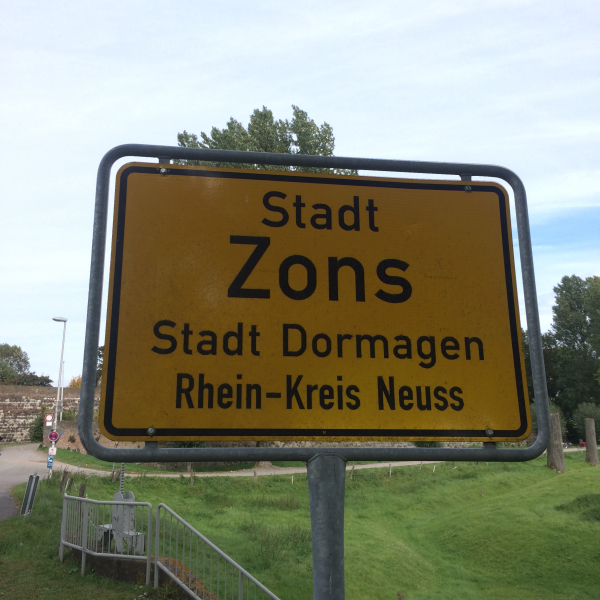 Stadt
Zons
Stadt Dormagen
Rhein-Kreis Neuss